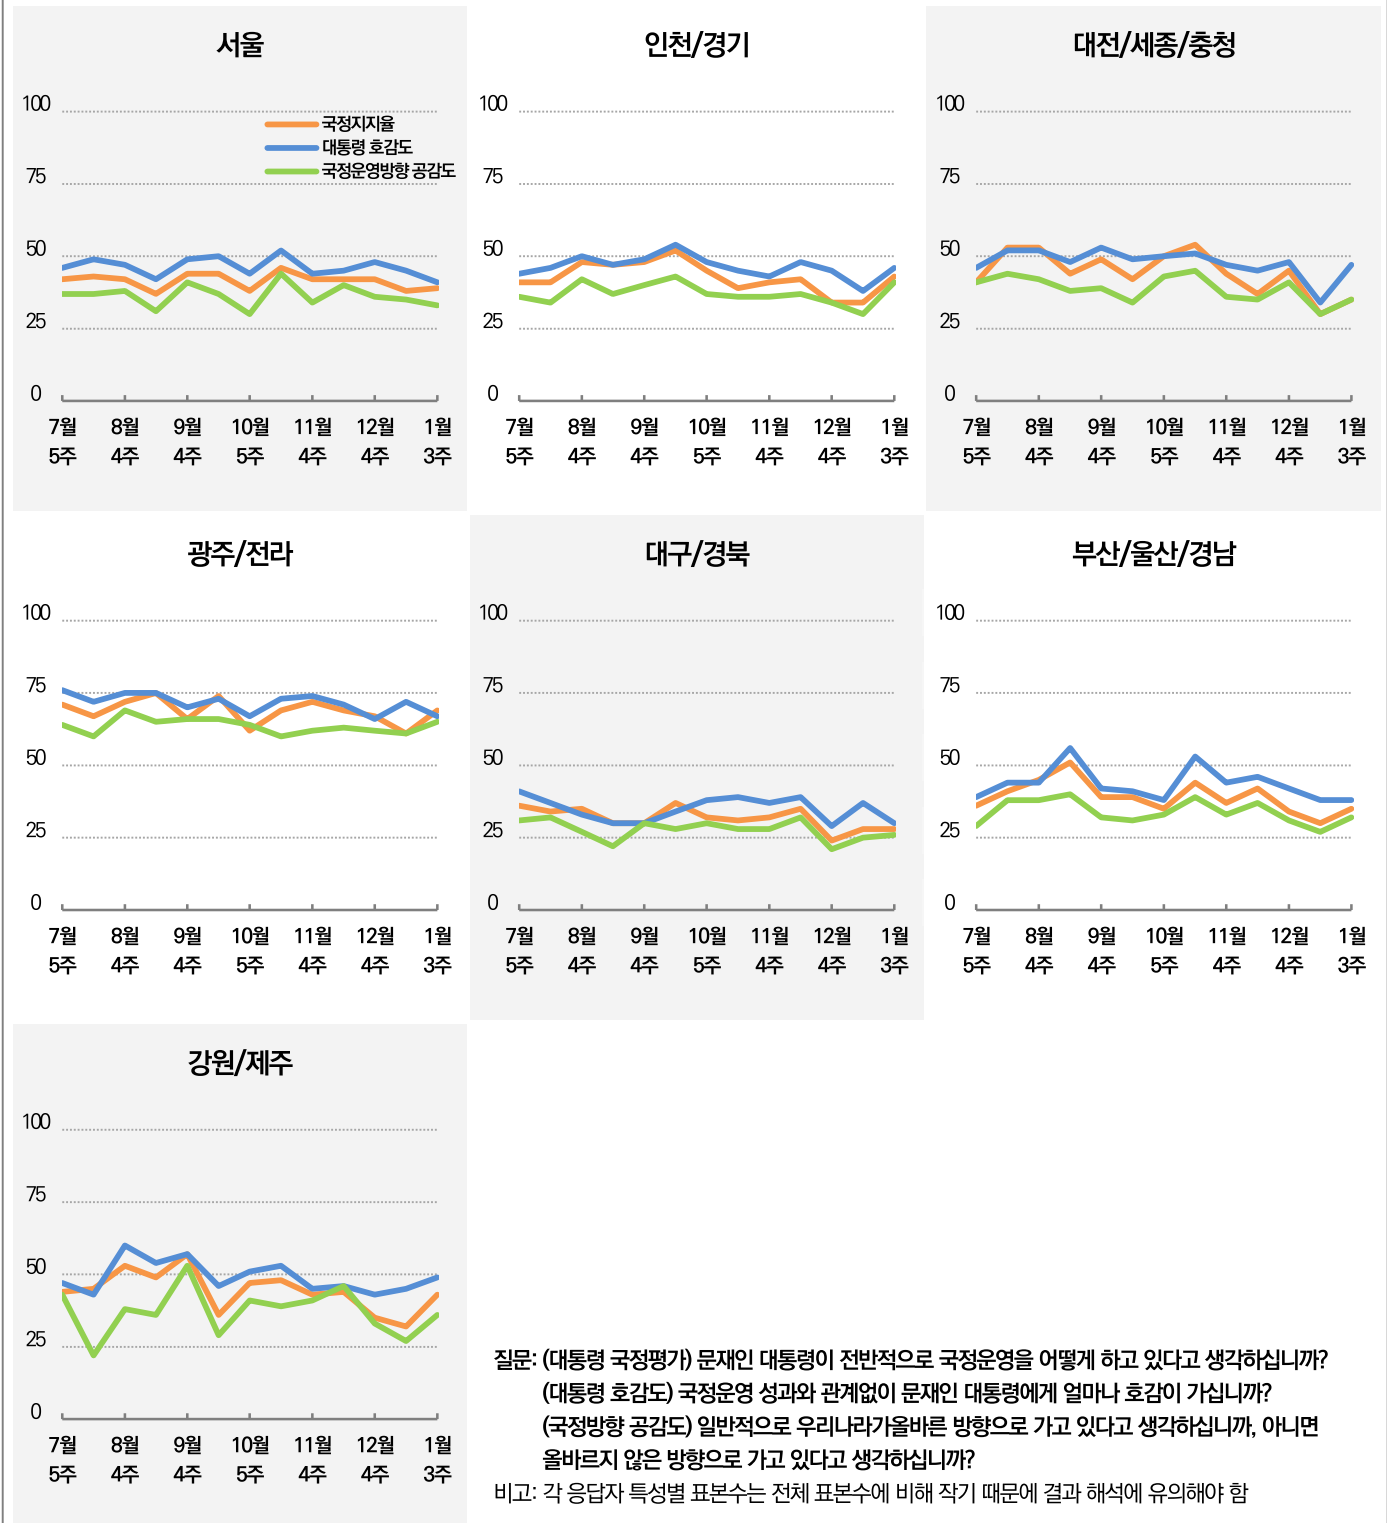 서울
100
국정지지율
대통령 호감도
국정운영방향 공감도
75
50
25
0
7월 8월 9월 10월 11월 12월 1월
5주 4주 4주 5주 4주 4주 3주
인천/경기
100
75
50
25
0
7월 8월 9월 10월 11월 12월 1월
5주 4주 4주 5주 4주 4주 3주
대전/세종/충청
100
75
50
25
0
7월 8월 9월 10월 11월 12월 1월
5주 4주 4주 5주 4주 4주 3주
광주/전라
100
75
50
25
0
7월 8월 9월 10월 11월 12월 1월
5주 4주 4주 5주 4주 4주 3주
대구/경북
100
75
50
25
0
7월 8월 9월 10월 11월 12월 1월
5주 4주 4주 5주 4주 4주 3주
부산/울산/경남
100
75
50
25
0
7월 8월 9월 10월 11월 12월 1월
5주 4주 4주 5주 4주 4주 3주
강원/제주
100
75
50
25
0
7월 8월 9월 10월 11월 12월 1월
5주 4주 4주 5주 4주 4주 3주
질문: (대통령 국정평가) 문재인 대통령이 전반적으로 국정운영을 어떻게 하고 있다고 생각하십니까?
(대통령 호감도) 국정운영 성과와 관계없이 문재인 대통령에게 얼마나 호감이 가십니까?
(국정방향 공감도) 일반적으로 우리나라가올바른 방향으로 가고 있다고 생각하십니까, 아니면
올바르지 않은 방향으로 가고 있다고 생각하십니까?
비고: 각 응답자 특성별 표본수는 전체 표본수에 비해 작기 때문에 결과 해석에 유의해야 함